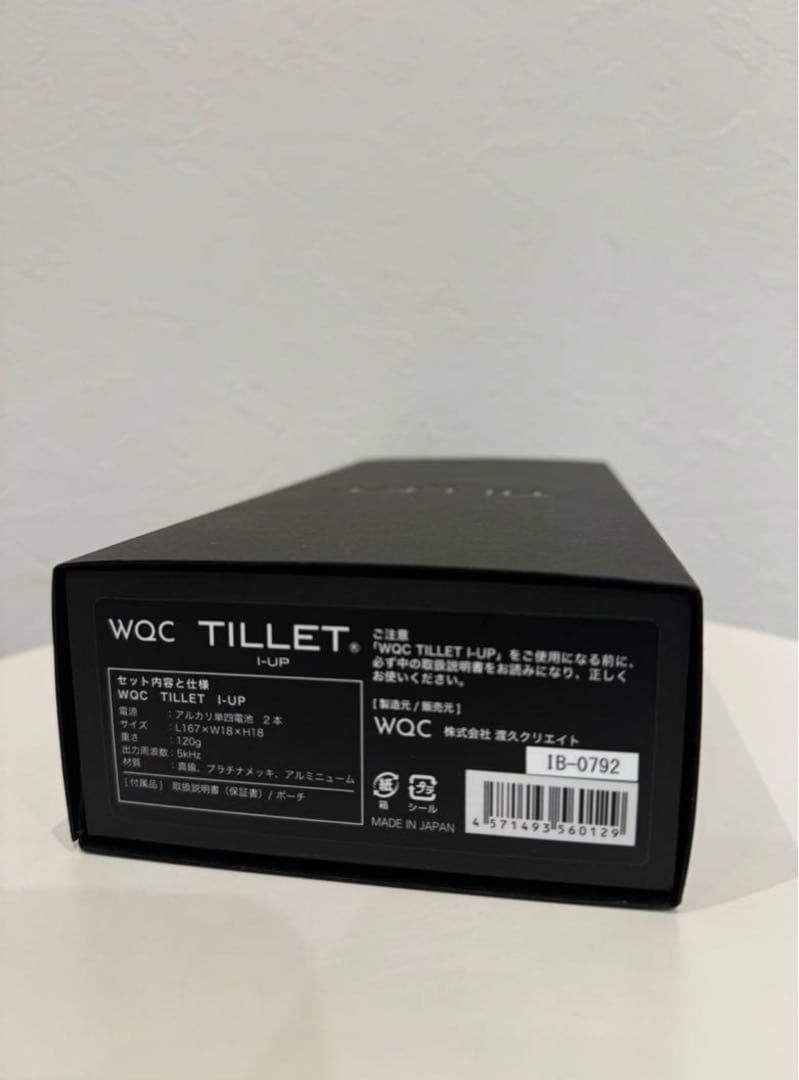 TILLET
WQC TILLET®
I-UP
セット内容と仕様
WQC TILLET I-UP
電源 : アルカリ単四電池 2本
サイズ : L167×W18×H18
重さ : 120g
出力周波数 : 5kHz
材質 : 真鍮、プラチナメッキ、アルミニューム
[付属品] 取扱説明書（保証書）/ ポーチ
ご注意
「WQC TILLET I-UP」をご使用になる前に、
必ず中の取扱説明書をお読みになり、正しく
お使いください。
[ 製造元 / 販売元 ]
WQC 株式会社 渡久クリエイト
IB-0792
紙
箱
プラ
シール
MADE IN JAPAN
4 571493 560129